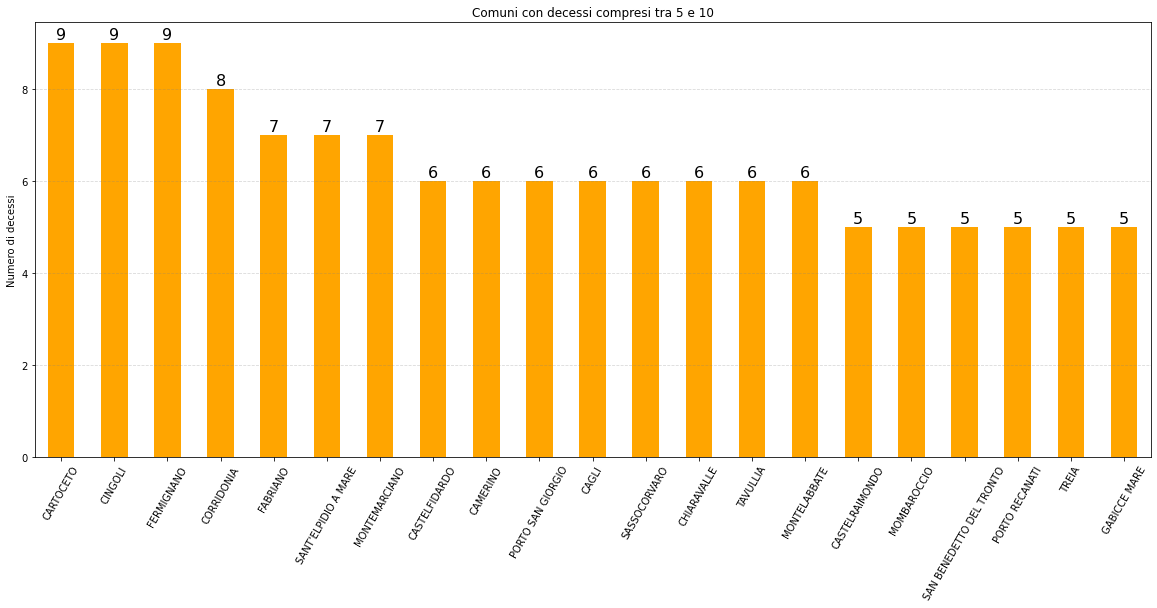 Comuni con decessi compresi tra 5 e 10
Numero di decessi
8
6
4
2
0
9
9
9
8
7
7
7
6
6
6
6
6
6
6
6
5
5
5
5
5
5
CARTOCETO
CINGOLI
FERMIGNANO
CORRIDONIA
FABRIANO
SANT'ELPIDIO A MARE
MONTEMARCIANO
CASTELFIDARDO
CAMERINO
PORTO SAN GIORGIO
CAGLI
SASSOCORVARO
CHIARAVALLE
TAVULLIA
MONTELABBATE
CASTELRAIMONDO
MOMBAROCCIO
SAN BENEDETTO DEL TRONTO
PORTO RECANATI
TREIA
GABICCE MARE